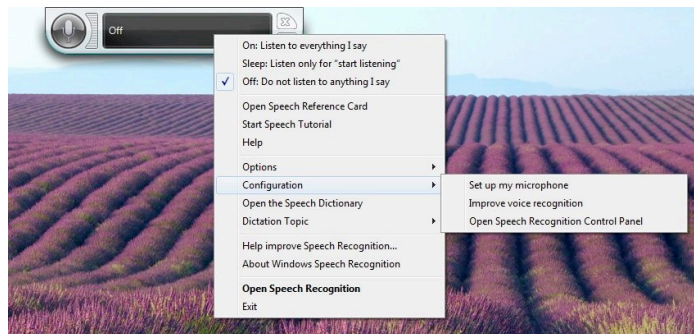 Off
On: Listen to everything I say
Sleep: Listen only for "start listening"
Off: Do not listen to anything I say
Open Speech Reference Card
Start Speech Tutorial
Help
Options
Configuration
Set up my microphone
Improve voice recognition
Open Speech Recognition Control Panel
Open the Speech Dictionary
Dictation Topic
Help improve Speech Recognition...
About Windows Speech Recognition
Open Speech Recognition
Exit